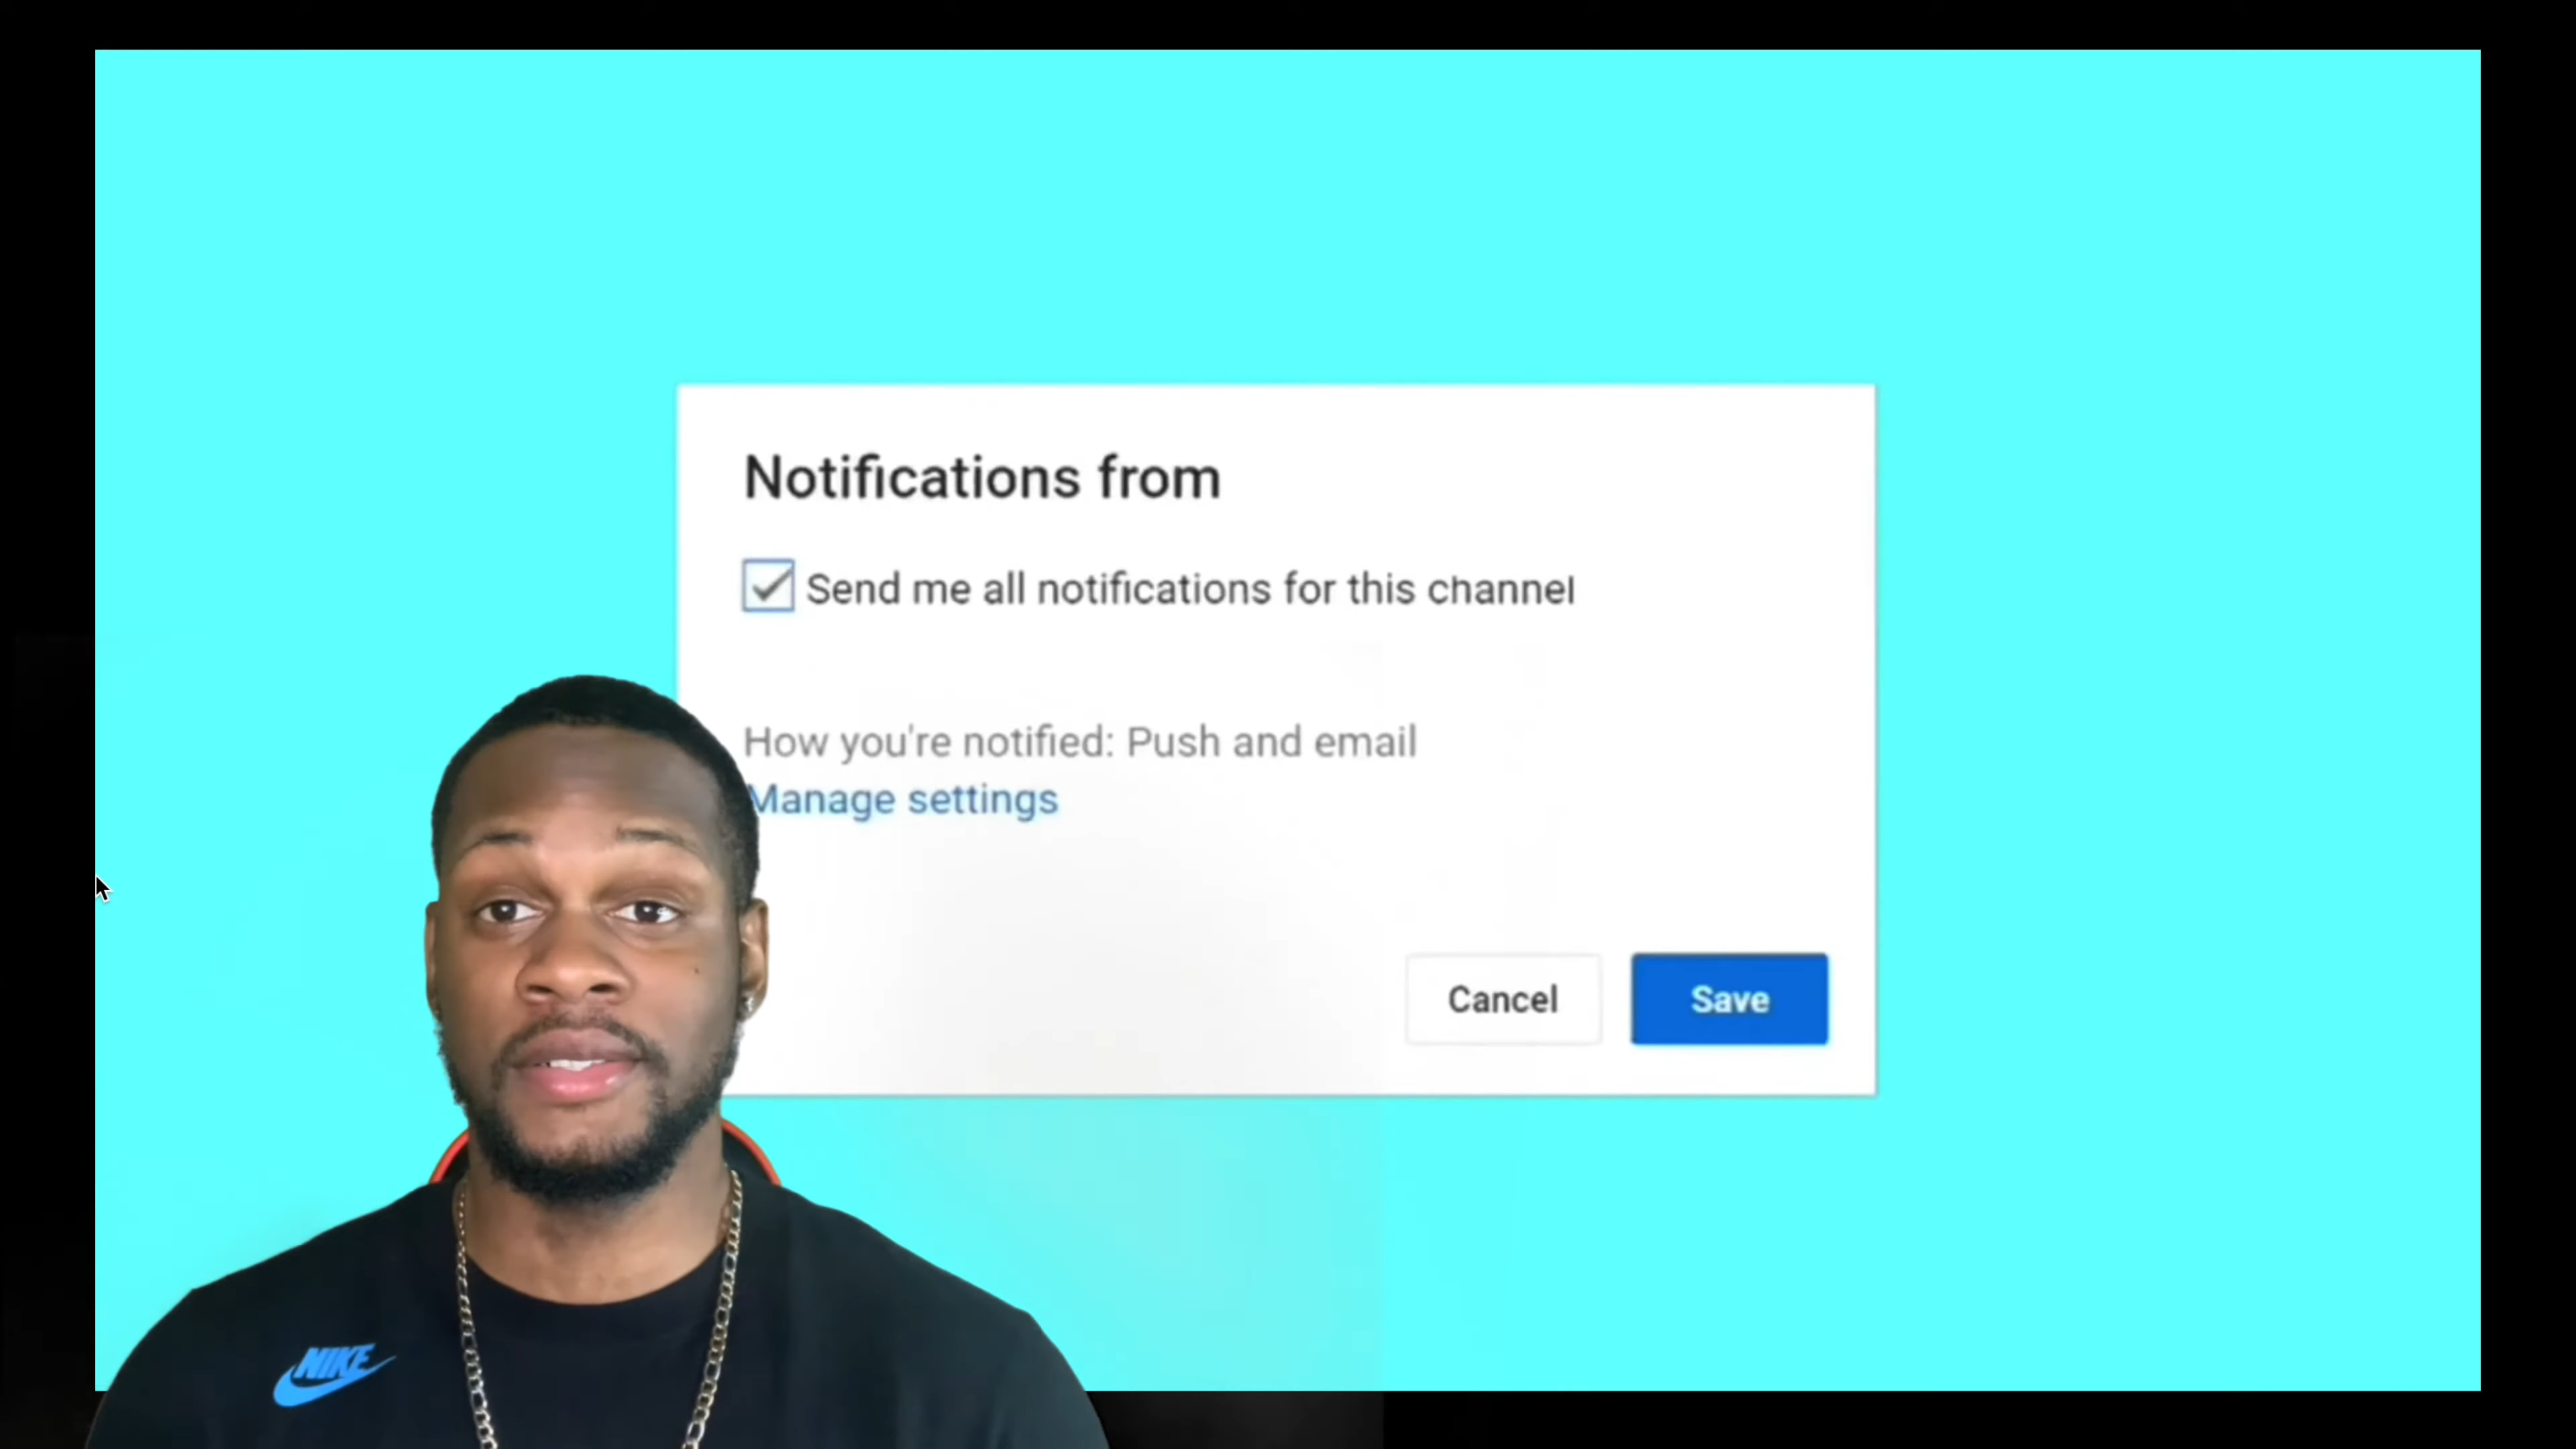 Notifications from
Send me all notifications for this channel
How you're notified: Push and email
Manage settings
Cancel
Save
NIKE